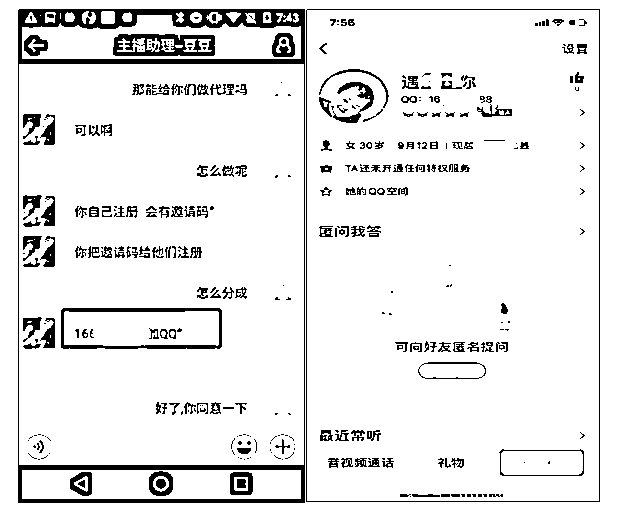 7:43
主播助理-豆豆
那能给你们做代理吗
可以啊
怎么做呢
你自己注册 会有邀请码*
你把邀请码给他们注册
怎么分成
166 加QQ*
好了,你同意一下
7:56
设置
遇 你
QQ: 16 88
女 30岁 9月12日 现居 县
TA还未开通任何特权服务
她的QQ空间
匿问我答
可向好友匿名提问
最近常听
音视频通话 礼物